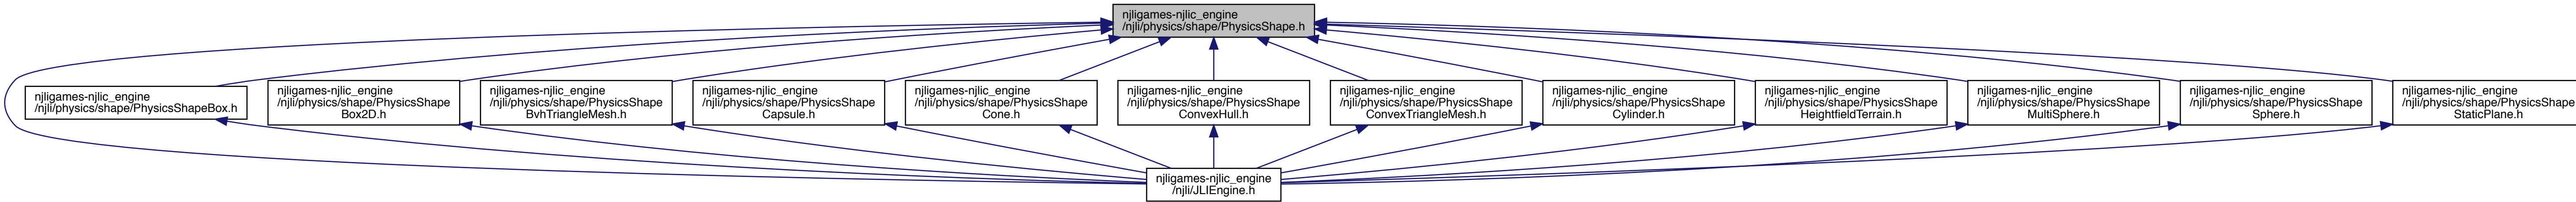 njligames-njlic_engine
/njli/physics/shape/PhysicsShape.h
njligames-njlic_engine
/njli/physics/shape/PhysicsShapeBox.h
njligames-njlic_engine
/njli/physics/shape/PhysicsShape
Box2D.h
njligames-njlic_engine
/njli/physics/shape/PhysicsShape
BvhTriangleMesh.h
njligames-njlic_engine
/njli/physics/shape/PhysicsShape
Capsule.h
njligames-njlic_engine
/njli/physics/shape/PhysicsShape
Cone.h
njligames-njlic_engine
/njli/physics/shape/PhysicsShape
ConvexHull.h
njligames-njlic_engine
/njli/physics/shape/PhysicsShape
ConvexTriangleMesh.h
njligames-njlic_engine
/njli/physics/shape/PhysicsShape
Cylinder.h
njligames-njlic_engine
/njli/physics/shape/PhysicsShape
HeightfieldTerrain.h
njligames-njlic_engine
/njli/physics/shape/PhysicsShape
MultiSphere.h
njligames-njlic_engine
/njli/physics/shape/PhysicsShape
Sphere.h
njligames-njlic_engine
/njli/physics/shape/PhysicsShape
StaticPlane.h
njligames-njlic_engine
/njli/JLIEngine.h